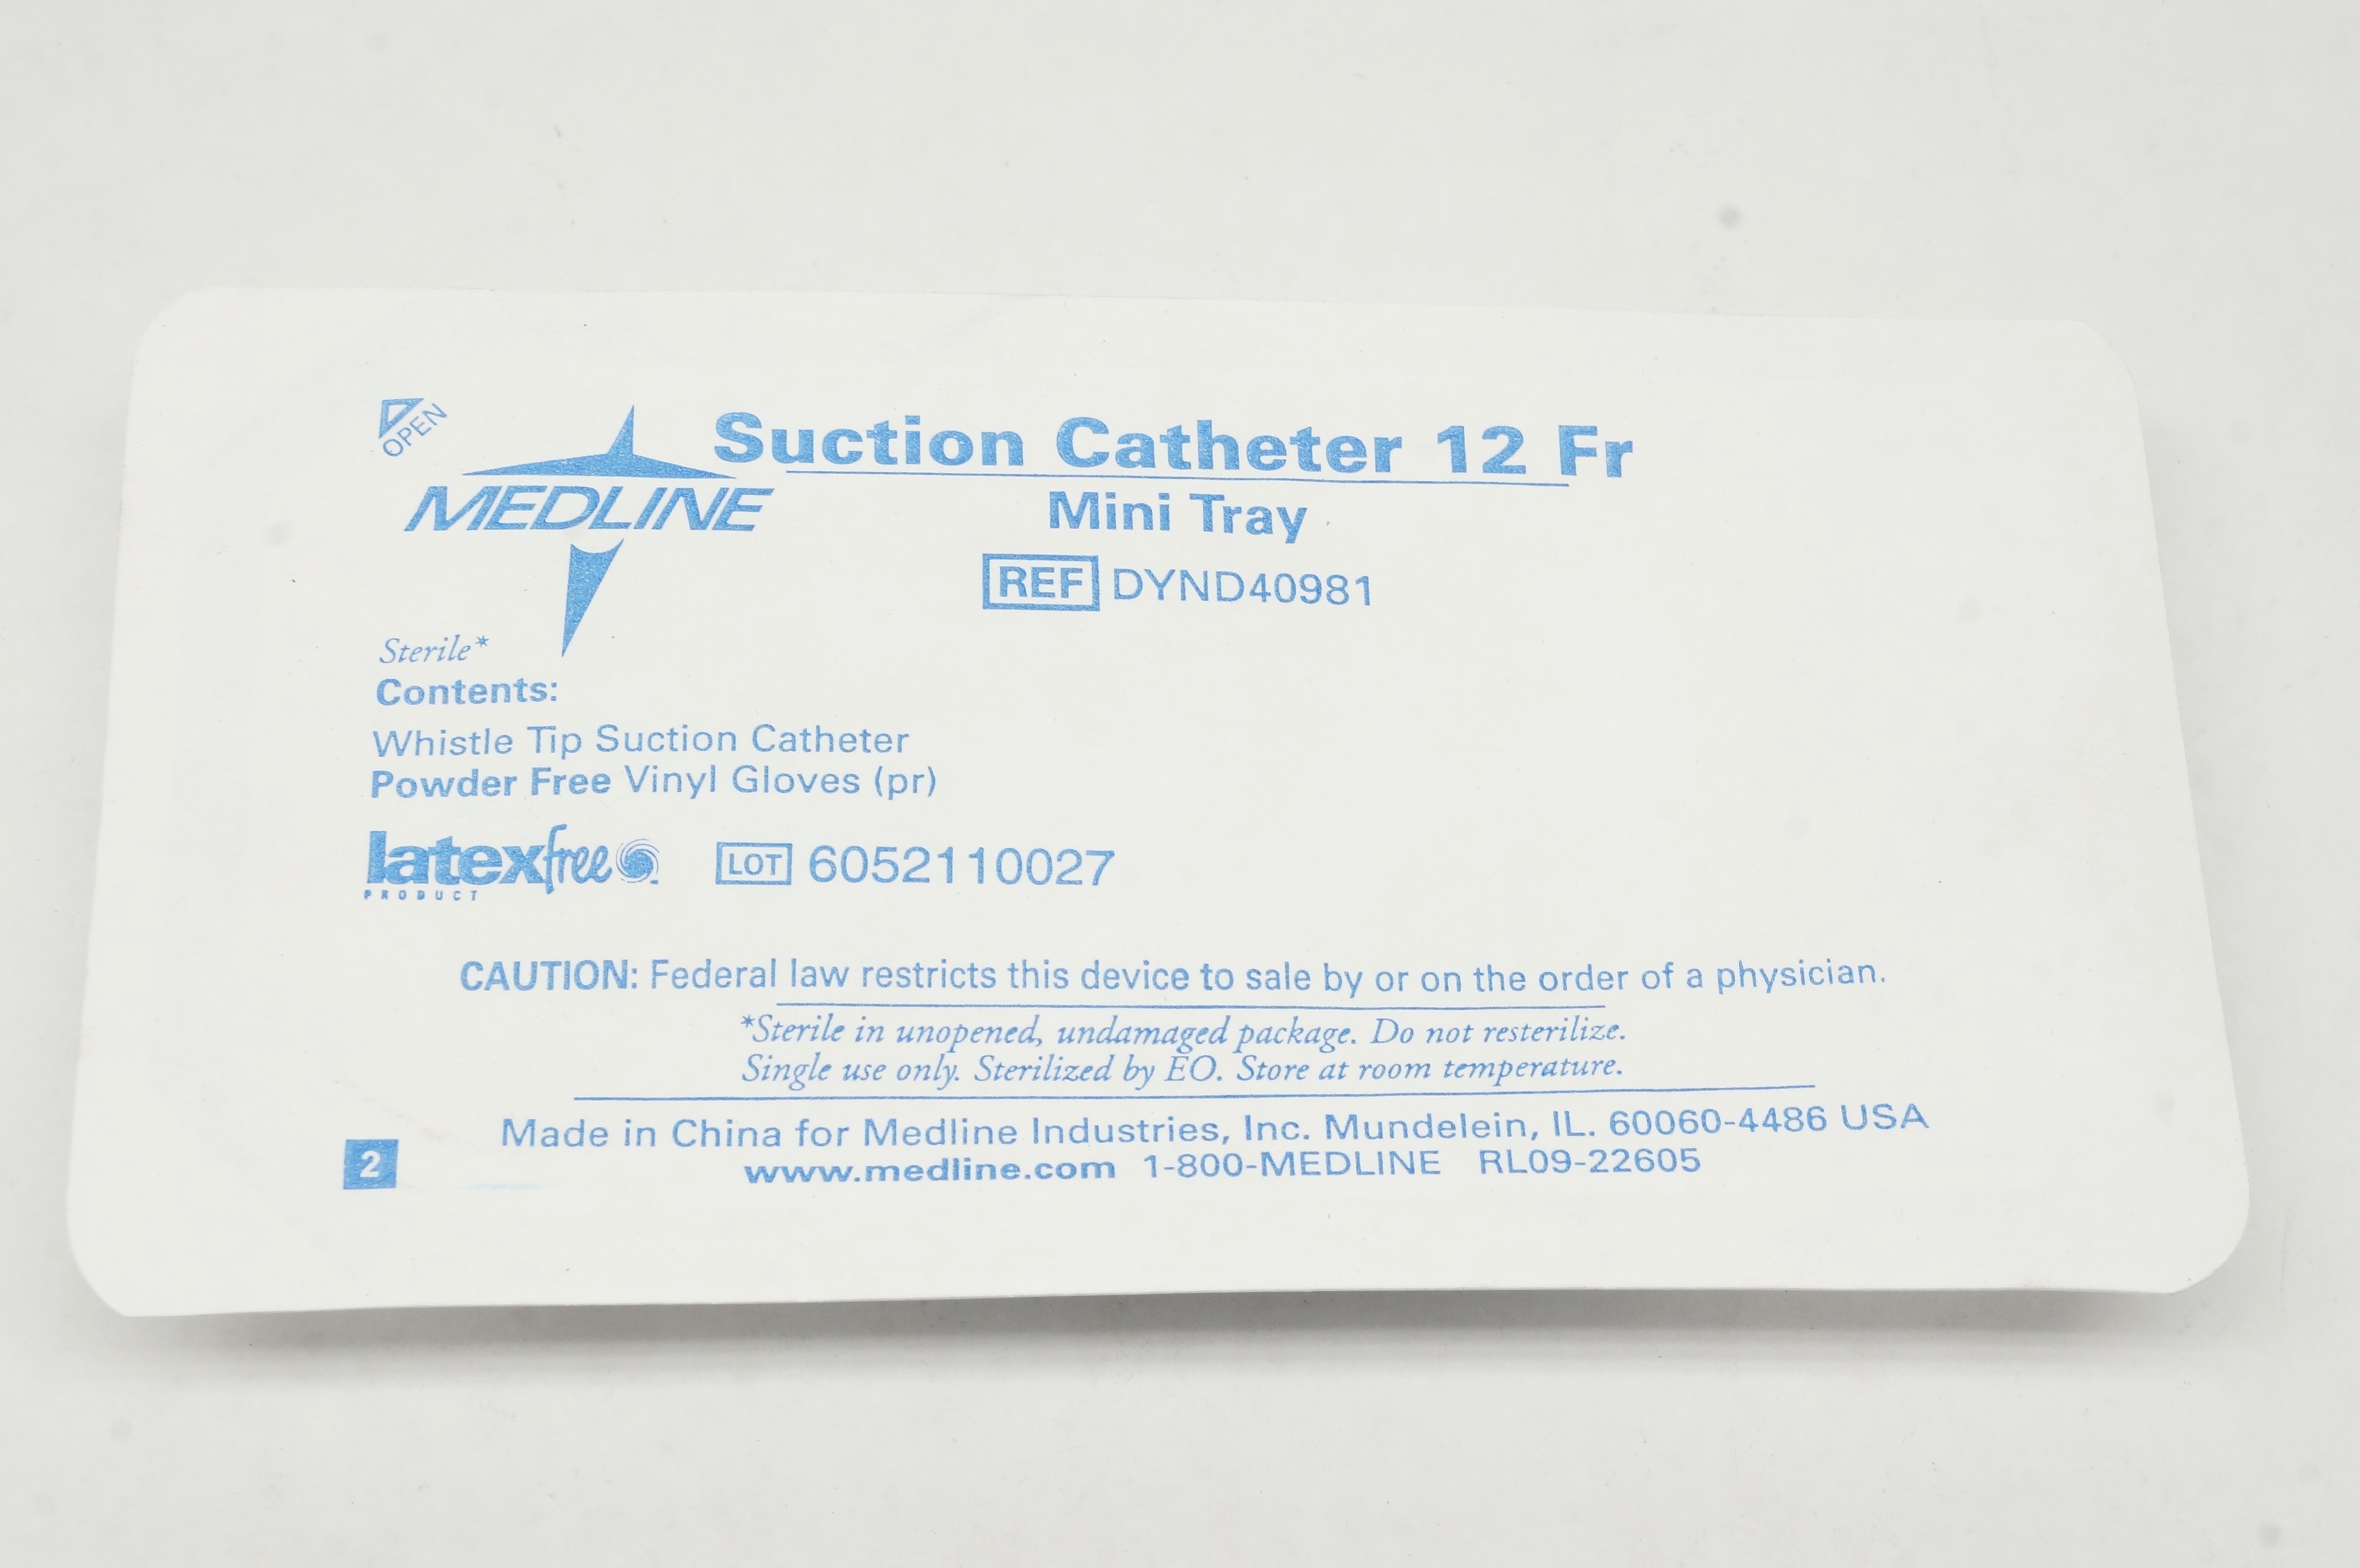 OPEN
MEDLINE
Suction Catheter 12 Fr
Mini Tray
REF DYND40981
Sterile*
Contents:
Whistle Tip Suction Catheter
Powder Free Vinyl Gloves (pr)
latexfree
PRODUCT
LOT 6052110027
CAUTION: Federal law restricts this device to sale by or on the order of a physician.
*Sterile in unopened, undamaged package. Do not resterilize.
Single use only. Sterilized by EO. Store at room temperature.
Made in China for Medline Industries, Inc. Mundelein, IL. 60060-4486 USA
www.medline.com 1-800-MEDLINE RL09-22605
2